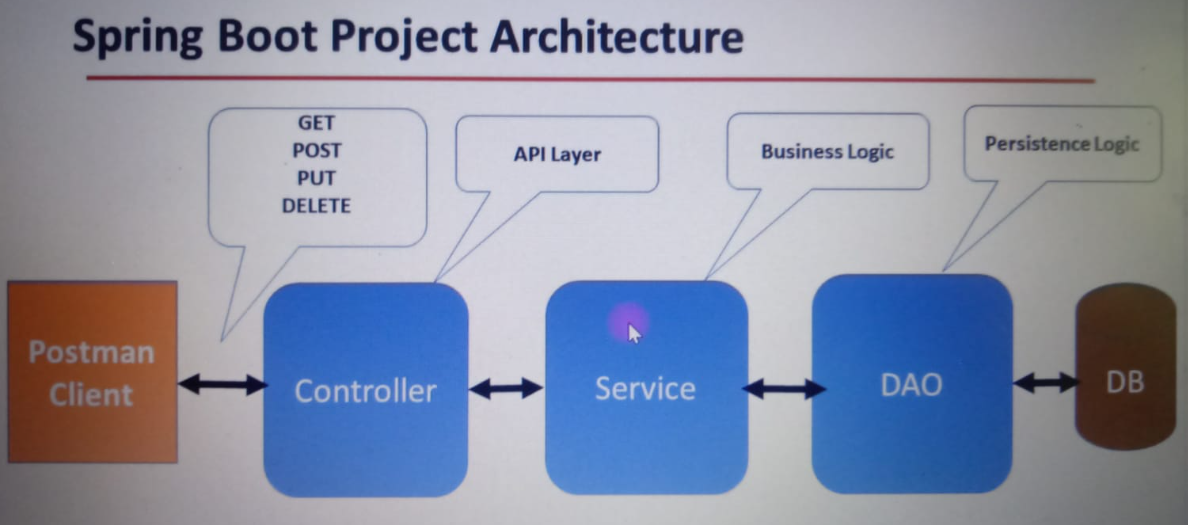 Spring Boot Project Architecture
GET
POST
PUT
DELETE
API Layer
Business Logic
Persistence Logic
Postman
Client
Controller
Service
DAO
DB